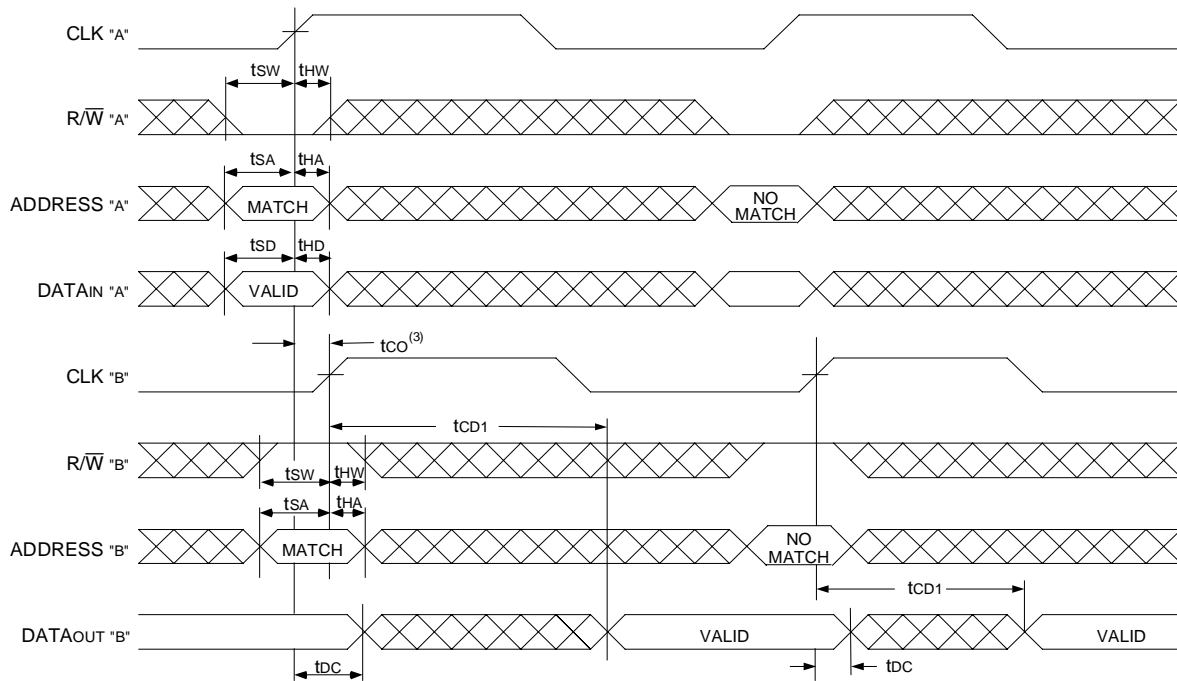 CLK "A"
tSW tHW
R/W̅ "A"
tSA tHA
ADDRESS "A" MATCH NO MATCH
tSD tHD
DATAIN "A" VALID
tCO(3)
CLK "B"
tCD1
R/W̅ "B"
tSW tHW
tSA tHA
ADDRESS "B" MATCH NO MATCH
tCD1
DATAOUT "B" VALID VALID
tDC tDC